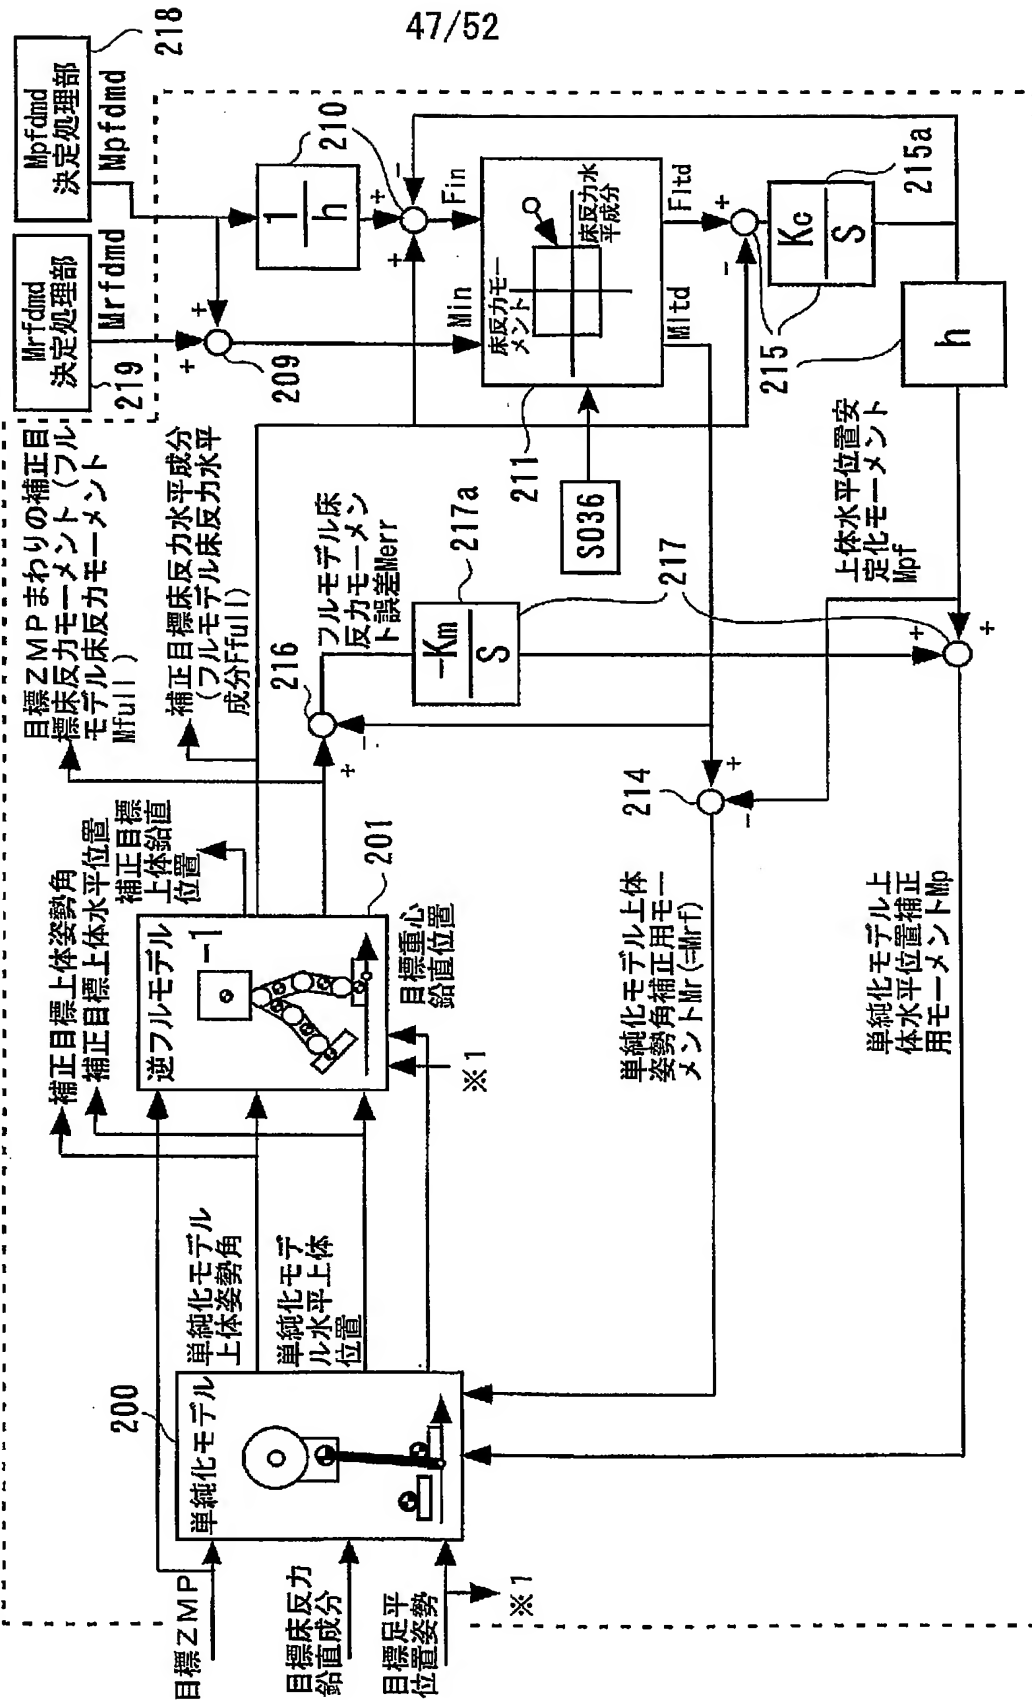 47/52
目標ZMP
目標床反力
鉛直成分
目標足平
位置姿勢
※1
200
単純化モデル
単純化モデル
上体姿勢角
単純化モデ
ル水平上体
位置
補正目標上体姿勢角
補正目標上体水平位置
補正目標
上体鉛直
位置
逆フルモデル
-1
201
目標重心
鉛直位置
※1
目標ZMPまわりの補正目
標床反力モーメント(フル
モデル床反力モーメント
Mfull)
補正目標床反力水平成分
(フルモデル床反力水平
成分Ffull)
216
+
-
フルモデル床
反力モーメン
ト誤差Merr
217a
-Km
S
217
214
+
-
単純化モデル上体
姿勢角補正用モー
メントMr(=Mrf)
単純化モデル上
体水平位置補正
用モーメントMp
+
+
上体水平位置安
定化モーメント
Mpf
Mrfdmd
決定処理部
219
Mrfdmd
Mpfdmd
決定処理部
218
Mpfdmd
+
+
209
1
h
210
+
+
-
Min
Fin
床反力モー
メント
床反力水
平成分
211
S036
Mltd
Fltd
+
-
Kc
S
215a
215
h